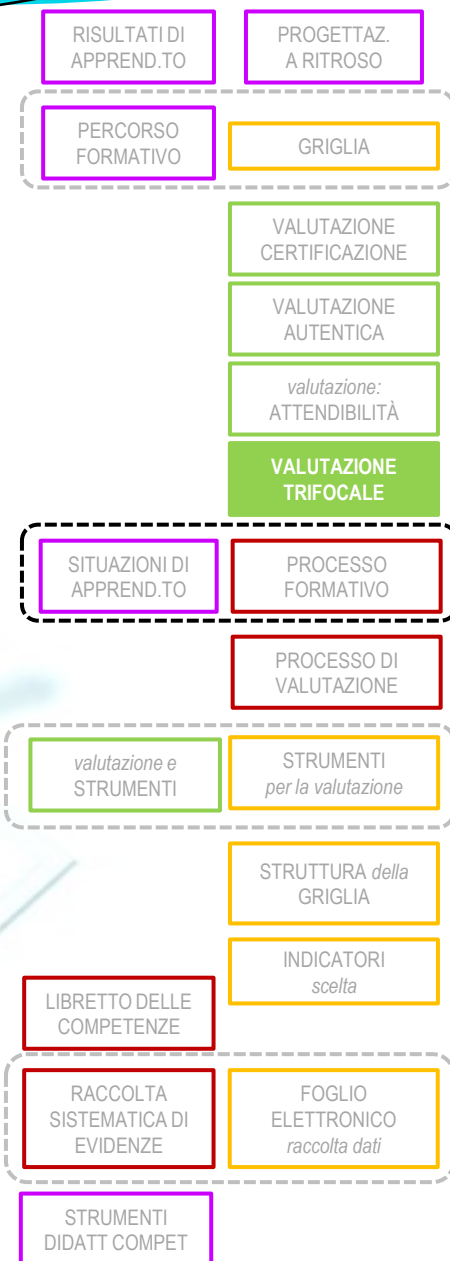 RISULTATI DI
APPREND.TO
PROGETTAZ.
A RITROSO
PERCORSO
FORMATIVO
GRIGLIA
VALUTAZIONE
CERTIFICAZIONE
VALUTAZIONE
AUTENTICA
valutazione:
ATTENDIBILITÀ
VALUTAZIONE
TRIFOCALE
SITUAZIONI DI
APPREND.TO
PROCESSO
FORMATIVO
PROCESSO DI
VALUTAZIONE
valutazione e
STRUMENTI
STRUMENTI
per la valutazione
STRUTTURA della
GRIGLIA
INDICATORI
scelta
LIBRETTO DELLE
COMPETENZE
RACCOLTA
SISTEMATICA DI
EVIDENZE
FOGLIO
ELETTRONICO
raccolta dati
STRUMENTI
DIDATT COMPET